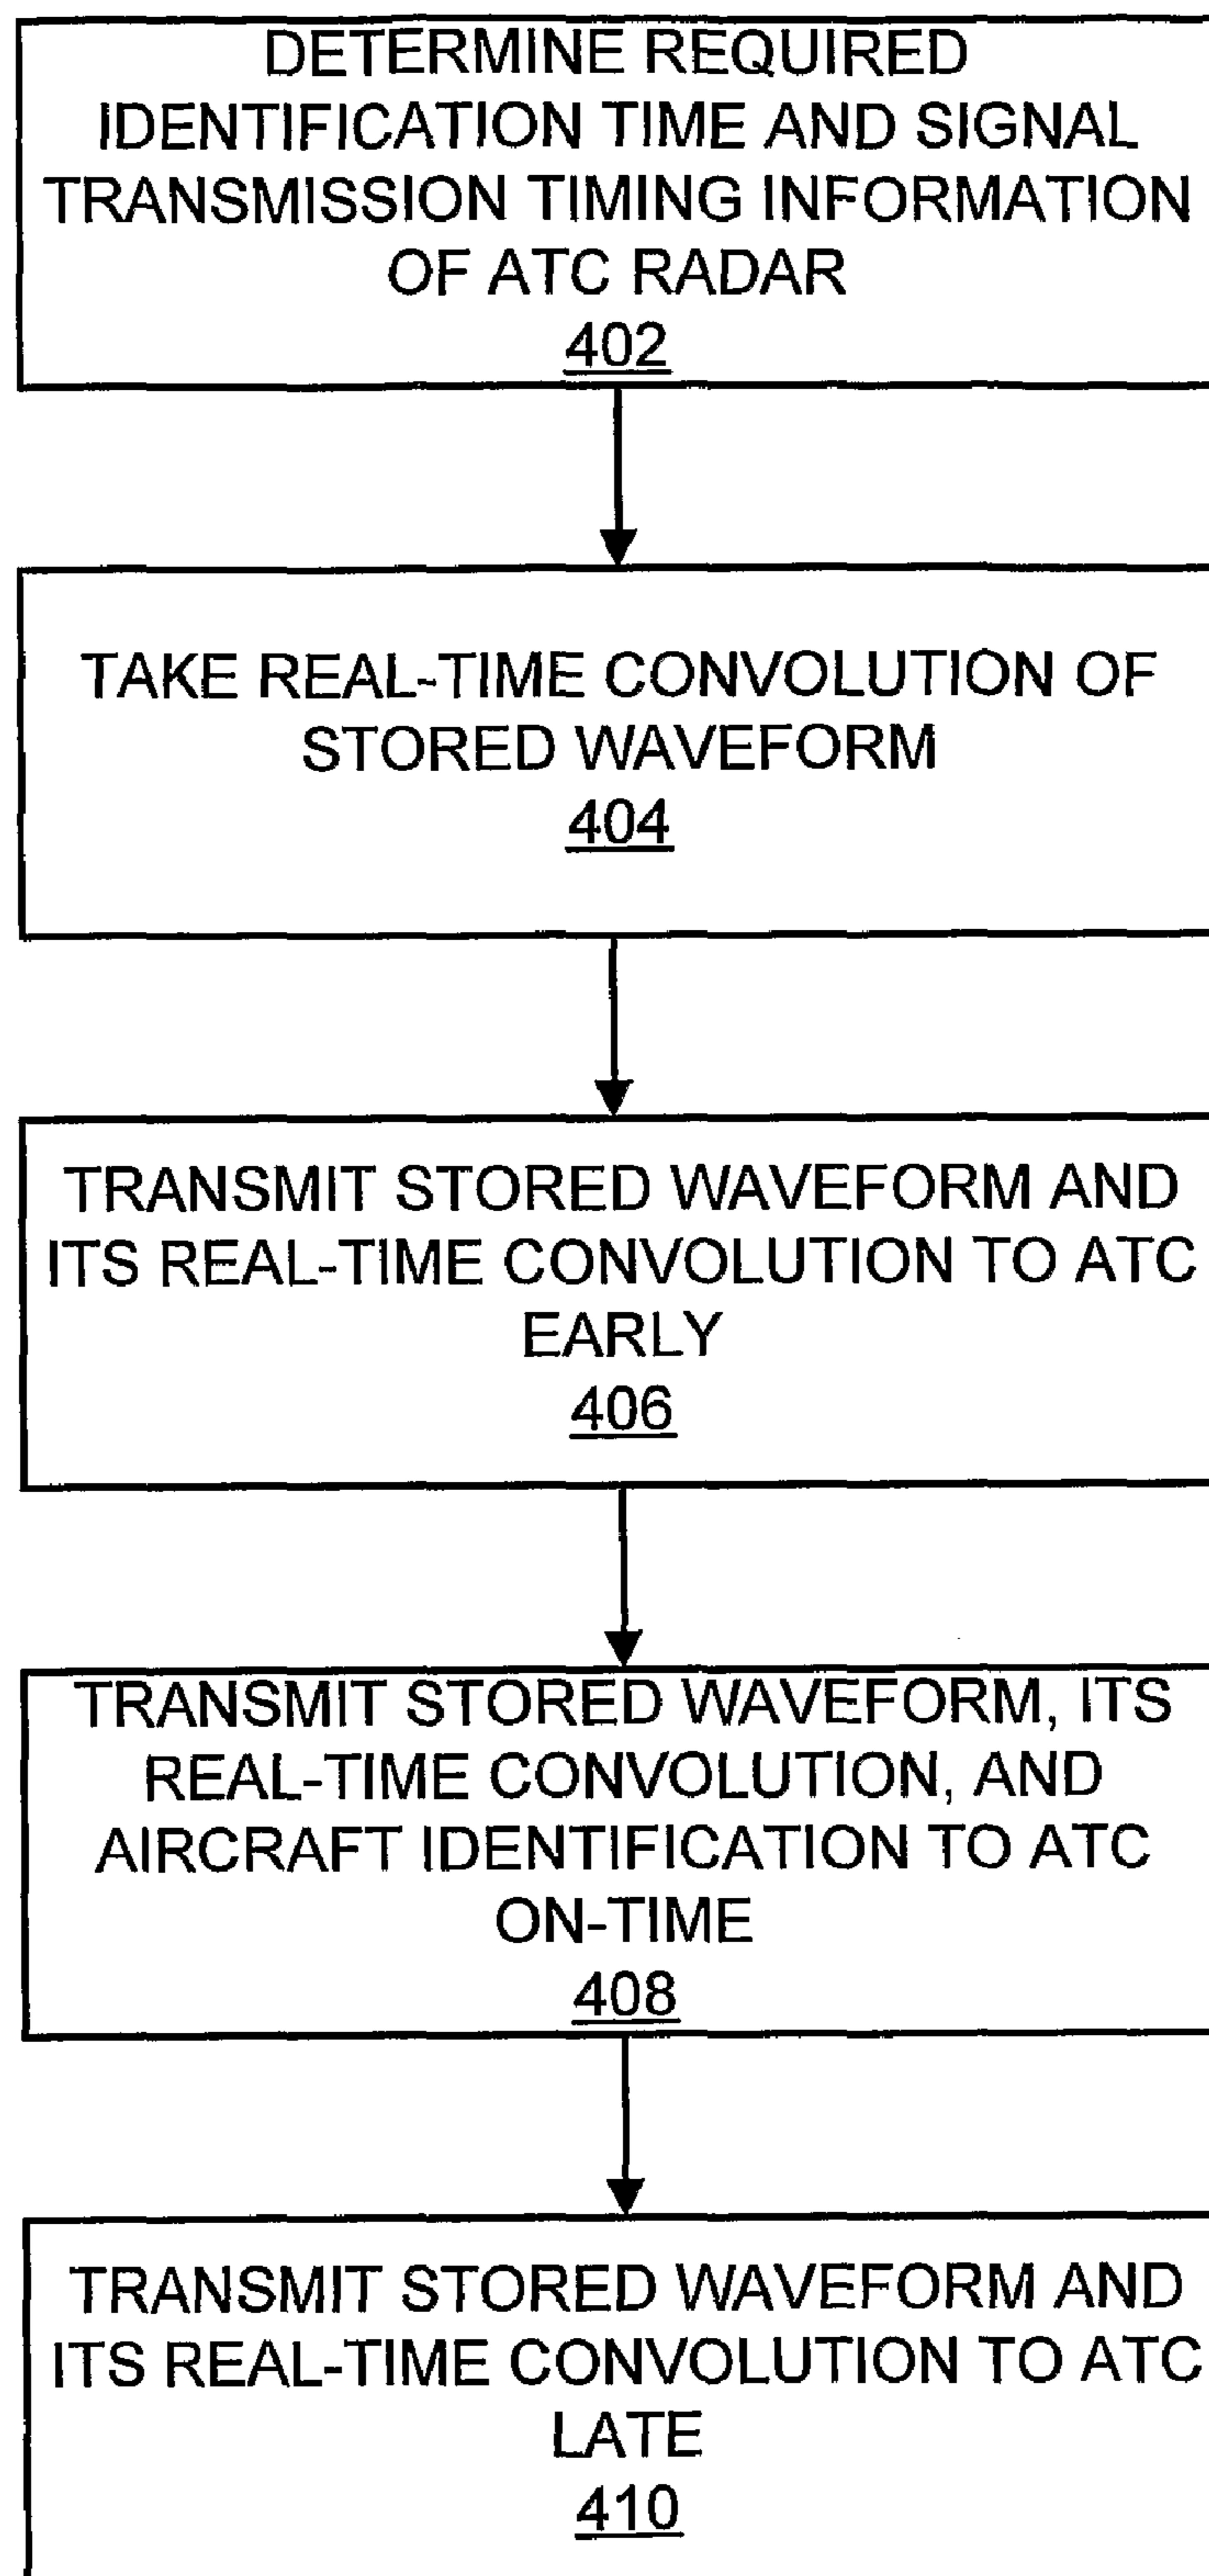 DETERMINE REQUIRED
IDENTIFICATION TIME AND SIGNAL
TRANSMISSION TIMING INFORMATION
OF ATC RADAR
402
TAKE REAL-TIME CONVOLUTION OF
STORED WAVEFORM
404
TRANSMIT STORED WAVEFORM AND
ITS REAL-TIME CONVOLUTION TO ATC
EARLY
406
TRANSMIT STORED WAVEFORM, ITS
REAL-TIME CONVOLUTION, AND
AIRCRAFT IDENTIFICATION TO ATC
ON-TIME
408
TRANSMIT STORED WAVEFORM AND
ITS REAL-TIME CONVOLUTION TO ATC
LATE
410